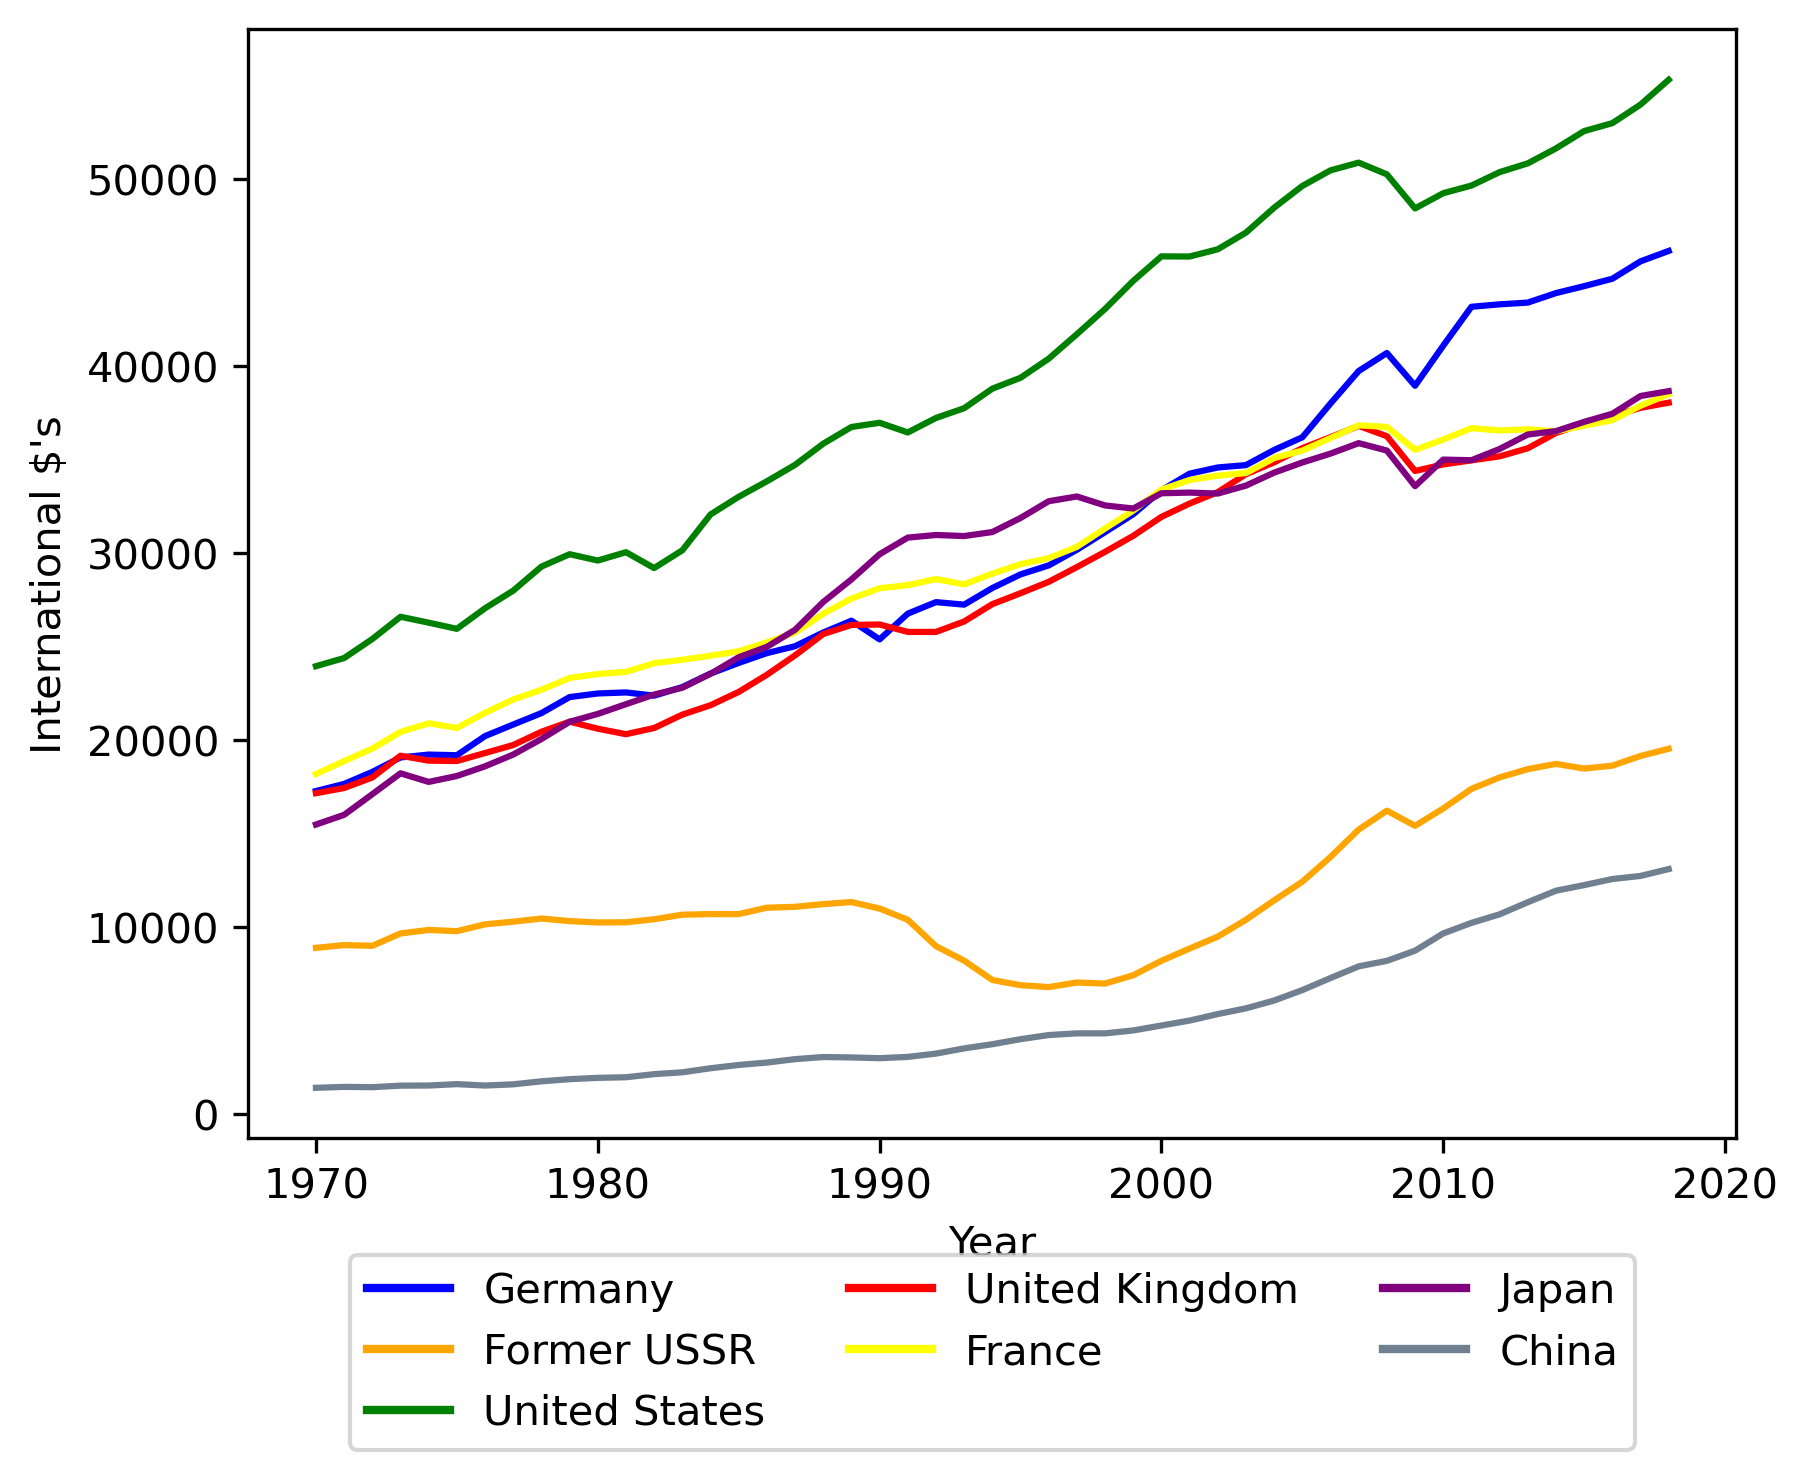 International $'s
50000
40000
30000
20000
10000
0
1970 1980 1990 2000 2010 2020
Year
Germany United Kingdom Japan
Former USSR France China
United States